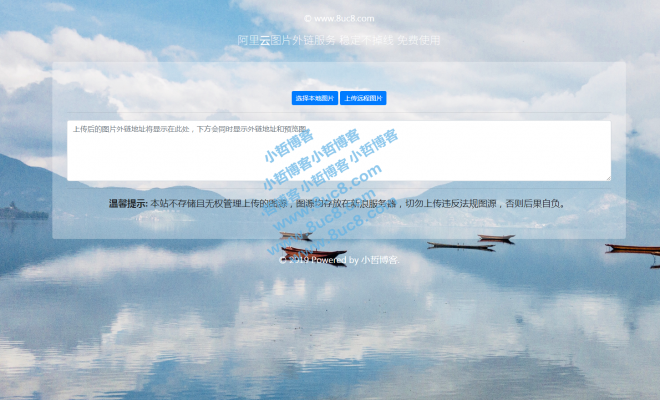 © www.8uc8.com
阿里云图片外链服务 稳定不掉线 免费使用
选择本地图片 上传远程图片
上传后的图片外链地址将显示在此处，下方会同时显示外链地址和预览图。
小哲博客
小哲博客小哲博客
小哲博客小哲博客
www.8uc8.com
www.8uc8.com
小哲博客
温馨提示: 本站不存储且无权管理上传的图源，图源均存放在新浪服务器，切勿上传违反法规图源，否则后果自负。
© 2019 Powered by 小哲博客.